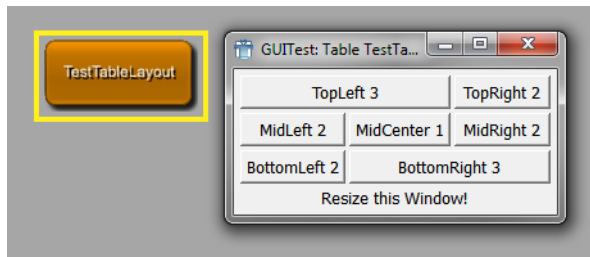 TestTableLayout
GUITest: Table TestTa...
TopLeft 3 TopRight 2
MidLeft 2 MidCenter 1 MidRight 2
BottomLeft 2 BottomRight 3
Resize this Window!